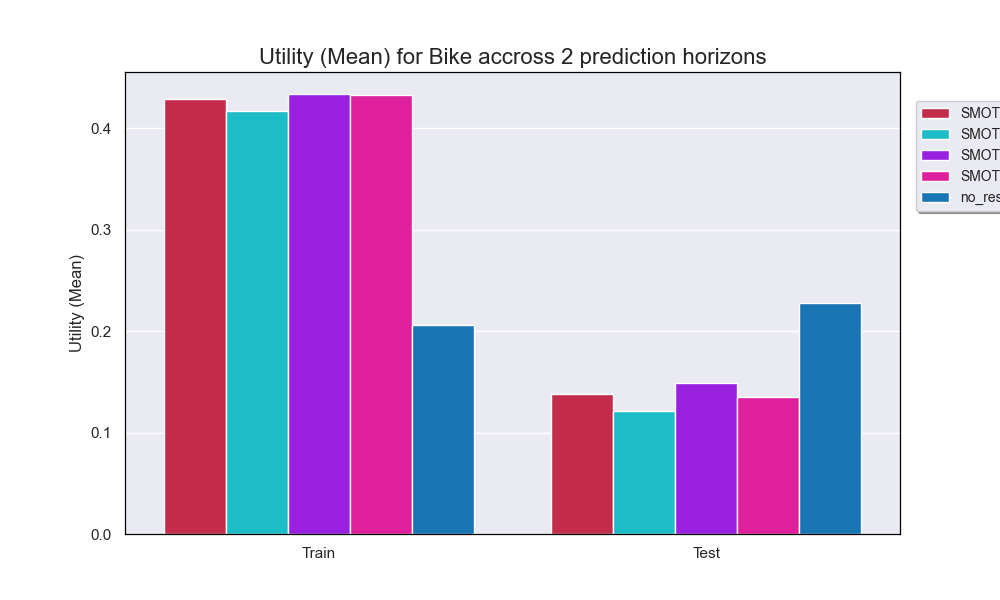 Utility (Mean) for Bike accross 2 prediction horizons
Utility (Mean)
0.4
0.3
0.2
0.1
0.0
Train
Test
SMOT
SMOT
SMOT
SMOT
no_res